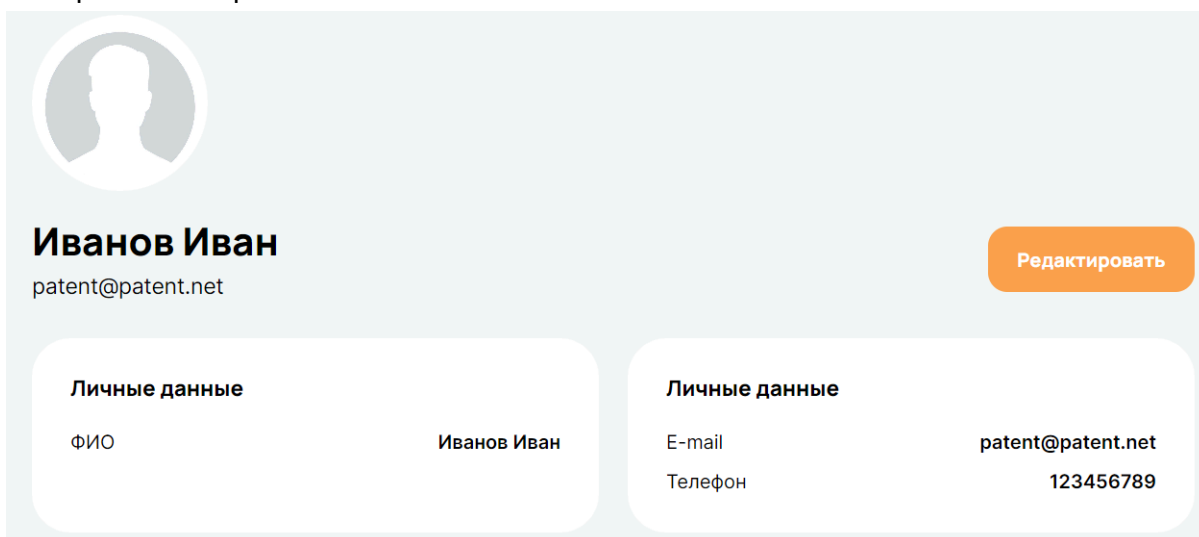 Иванов Иван
patent@patent.net
Редактировать
Личные данные
ФИО Иванов Иван
Личные данные
E-mail patent@patent.net
Телефон 123456789